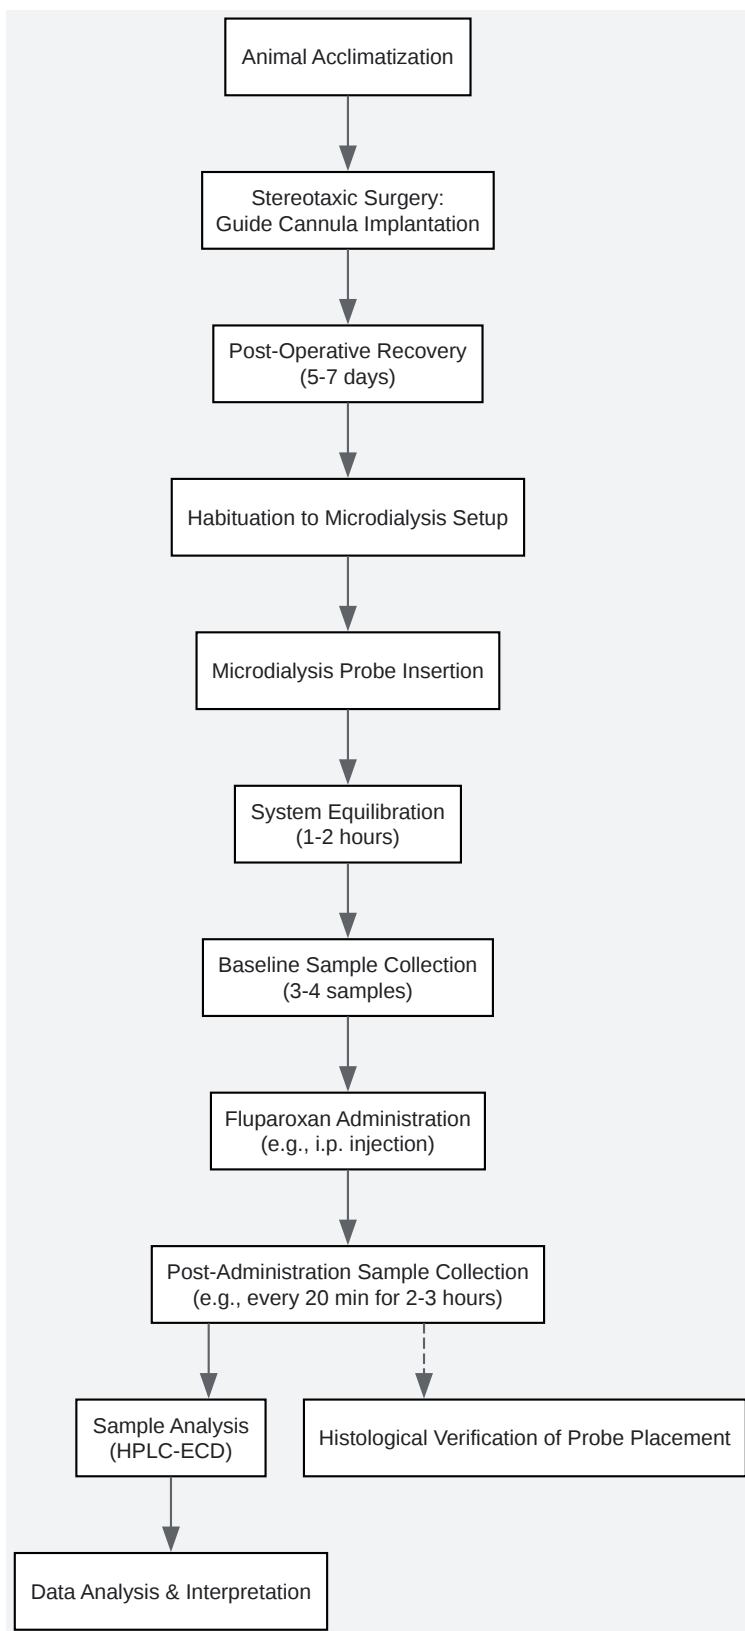 Animal Acclimatization
Stereotaxic Surgery:
Guide Cannula Implantation
Post-Operative Recovery
(5-7 days)
Habituation to Microdialysis Setup
Microdialysis Probe Insertion
System Equilibration
(1-2 hours)
Baseline Sample Collection
(3-4 samples)
Fluparoxan Administration
(e.g., i.p. injection)
Post-Administration Sample Collection
(e.g., every 20 min for 2-3 hours)
Sample Analysis
(HPLC-ECD)
Histological Verification of Probe Placement
Data Analysis & Interpretation